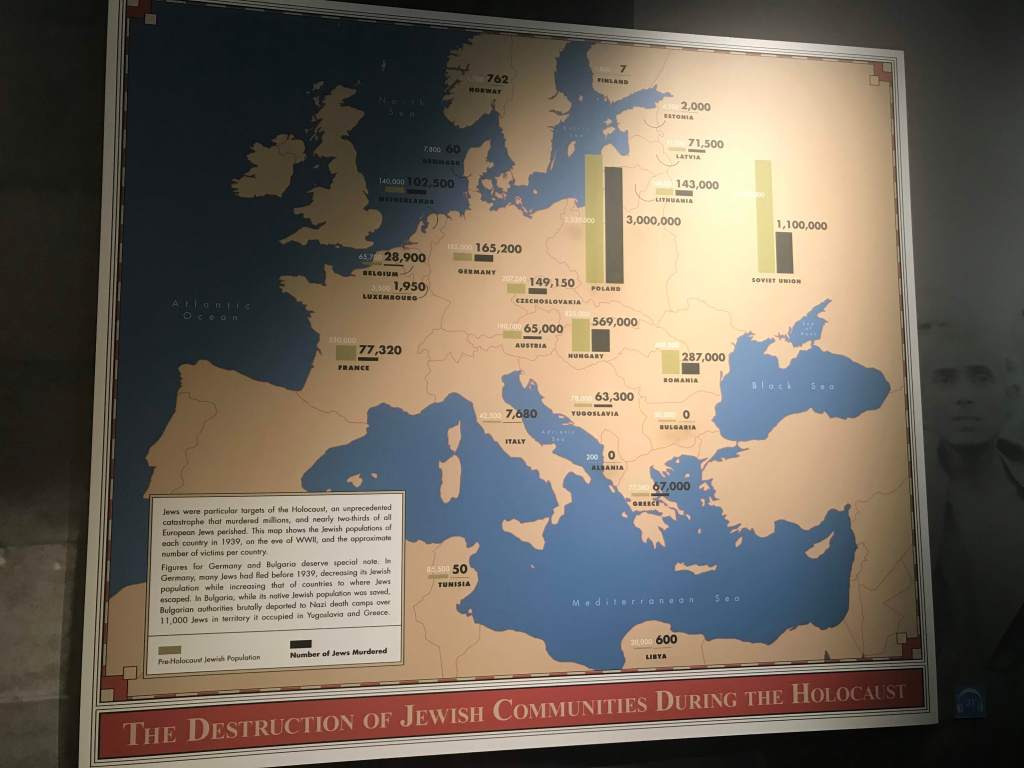 762
NORWAY
7
FINLAND
2,000
ESTONIA
North
Sea
71,500
LATVIA
7,800 60
DENMARK
140,000 102,500
NETHERLANDS
143,000
LITHUANIA
3,000,000
POLAND
1,100,000
SOVIET UNION
165,200
GERMANY
28,900
BELGIUM
1,950
LUXEMBOURG
149,150
CZECHOSLOVAKIA
Atlantic
Ocean
65,000
AUSTRIA
569,000
HUNGARY
77,320
FRANCE
287,000
ROMANIA
Black Sea
63,300
YUGOSLAVIA
7,680
ITALY
Adriatic
Sea
0
BULGARIA
200 0
ALBANIA
67,000
GREECE
Jews were particular targets of the Holocaust, an unprecedented
catastrophe that murdered millions, and nearly two-thirds of all
European Jews perished. This map shows the Jewish populations of
each country in 1939, on the eve of WWII, and the approximate
number of victims per country.
Figures for Germany and Bulgaria deserve special note. In
Germany, many Jews had fled before 1939, decreasing its Jewish
population while increasing that of countries to where Jews
escaped. In Bulgaria, while its native Jewish population was saved,
Bulgarian authorities brutally deported to Nazi death camps over
11,000 Jews in territory it occupied in Yugoslavia and Greece.
Pre-Holocaust Jewish Population
Number of Jews Murdered
50
TUNISIA
Mediterranean Sea
600
LIBYA
THE DESTRUCTION OF JEWISH COMMUNITIES DURING THE HOLOCAUST